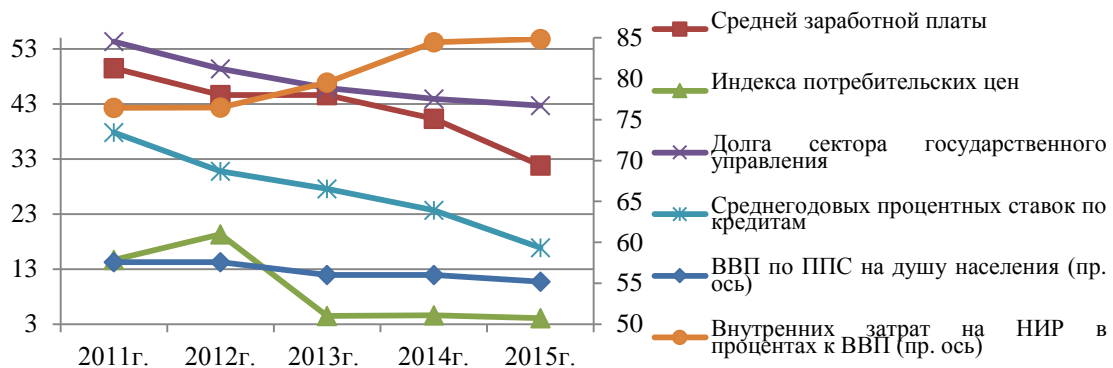 53
43
33
23
13
3
85
80
75
70
65
60
55
50
2011г. 2012г. 2013г. 2014г. 2015г.
Средней заработной платы
Индекса потребительских цен
Долга сектора государственного
управления
Среднегодовых процентных ставок по
кредитам
ВВП по ППС на душу населения (пр.
ось)
Внутренних затрат на НИР в
процентах к ВВП (пр. ось)